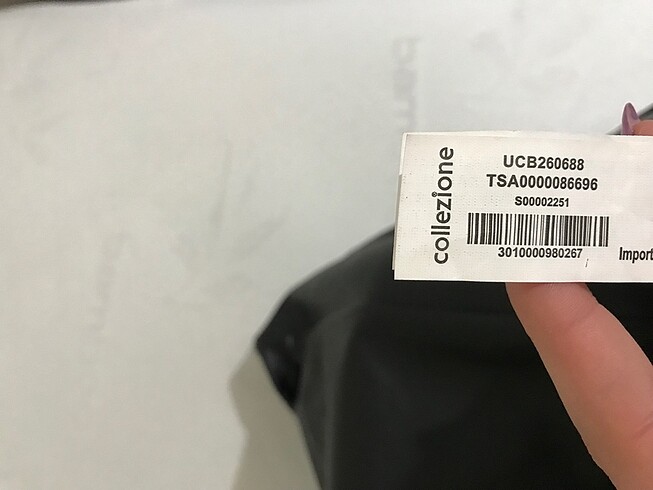 collezione
UCB260688
TSA0000086696
S00002251
3010000980267
Import